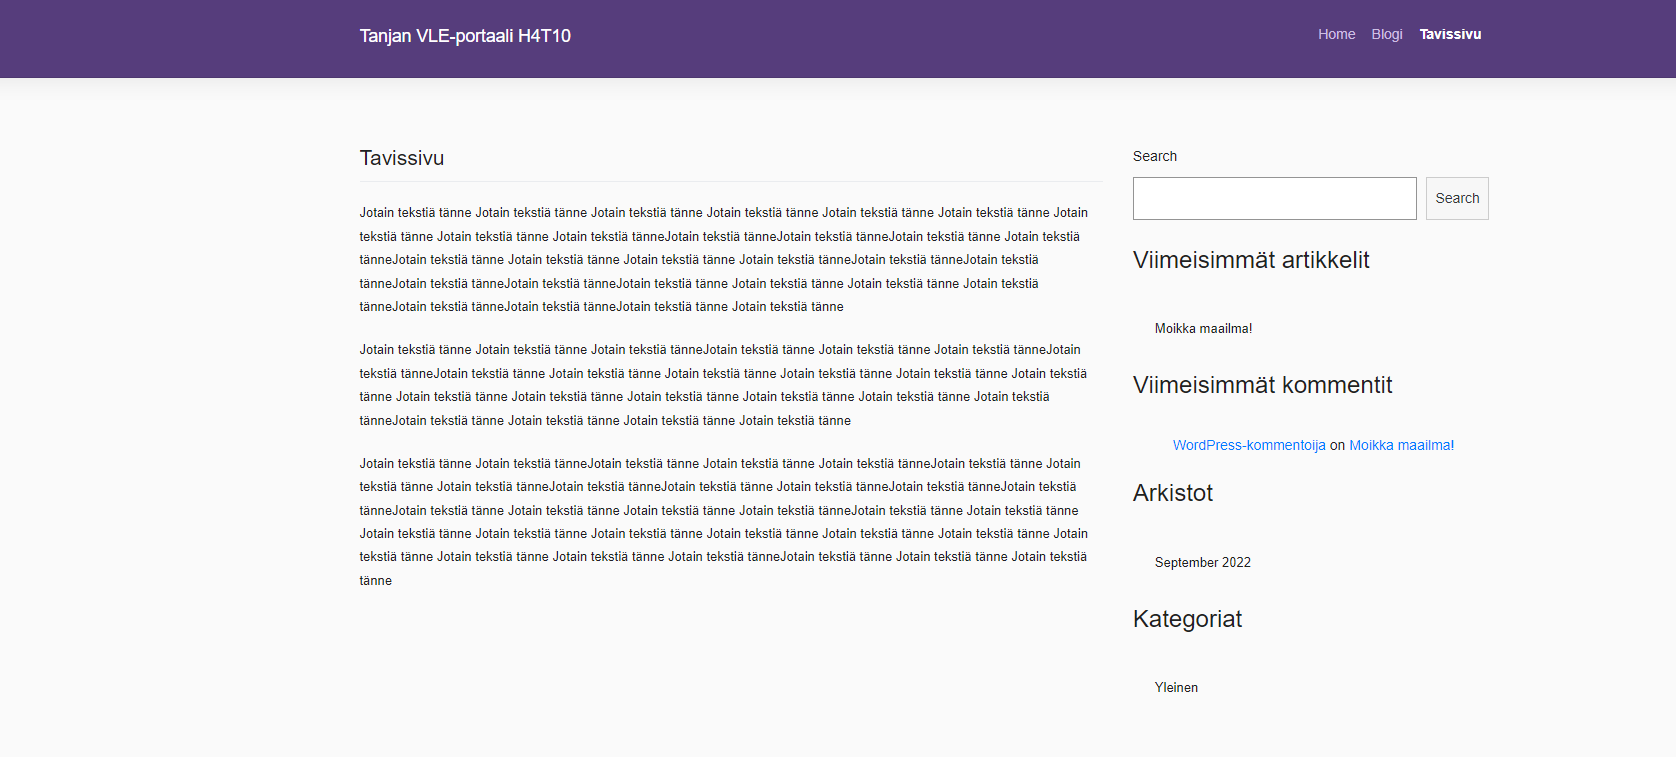 Tanjan VLE-portaali H4T10
Home Blogi Tavissivu
Tavissivu
Jotain tekstiä tänne Jotain tekstiä tänne Jotain tekstiä tänne Jotain tekstiä tänne Jotain tekstiä tänne Jotain tekstiä tänne Jotain
tekstiä tänne Jotain tekstiä tänne Jotain tekstiä tänneJotain tekstiä tänneJotain tekstiä tänneJotain tekstiä tänne Jotain tekstiä
tänneJotain tekstiä tänne Jotain tekstiä tänne Jotain tekstiä tänne Jotain tekstiä tänneJotain tekstiä tänneJotain tekstiä
tänneJotain tekstiä tänneJotain tekstiä tänneJotain tekstiä tänne Jotain tekstiä tänne Jotain tekstiä tänne Jotain tekstiä
tänneJotain tekstiä tänneJotain tekstiä tänneJotain tekstiä tänne Jotain tekstiä tänne
Jotain tekstiä tänne Jotain tekstiä tänne Jotain tekstiä tänneJotain tekstiä tänne Jotain tekstiä tänne Jotain tekstiä tänneJotain
tekstiä tänneJotain tekstiä tänne Jotain tekstiä tänne Jotain tekstiä tänne Jotain tekstiä tänne Jotain tekstiä tänne Jotain tekstiä
tänne Jotain tekstiä tänne Jotain tekstiä tänne Jotain tekstiä tänne Jotain tekstiä tänne Jotain tekstiä tänne Jotain tekstiä
tänneJotain tekstiä tänne Jotain tekstiä tänne Jotain tekstiä tänne Jotain tekstiä tänne
Jotain tekstiä tänne Jotain tekstiä tänneJotain tekstiä tänne Jotain tekstiä tänne Jotain tekstiä tänneJotain tekstiä tänne Jotain
tekstiä tänne Jotain tekstiä tänneJotain tekstiä tänneJotain tekstiä tänne Jotain tekstiä tänneJotain tekstiä tänneJotain tekstiä
tänneJotain tekstiä tänne Jotain tekstiä tänne Jotain tekstiä tänne Jotain tekstiä tänneJotain tekstiä tänne Jotain tekstiä tänne
Jotain tekstiä tänne Jotain tekstiä tänne Jotain tekstiä tänne Jotain tekstiä tänne Jotain tekstiä tänne Jotain tekstiä tänne Jotain
tekstiä tänne Jotain tekstiä tänne Jotain tekstiä tänne Jotain tekstiä tänneJotain tekstiä tänne Jotain tekstiä tänne Jotain tekstiä
tänne
Search
Search
Viimeisimmät artikkelit
Moikka maailma!
Viimeisimmät kommentit
WordPress-kommentoija on Moikka maailma!
Arkistot
September 2022
Kategoriat
Yleinen